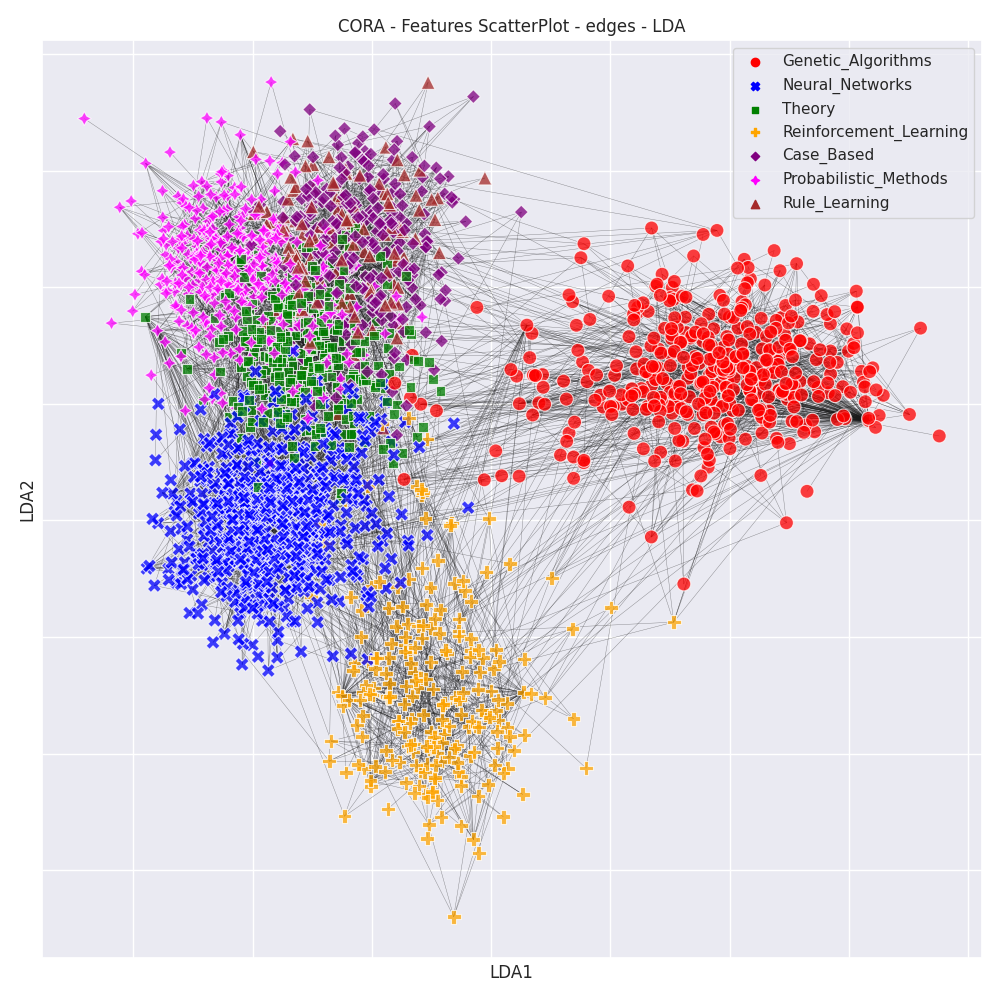 CORA - Features ScatterPlot - edges - LDA
Genetic_Algorithms
Neural_Networks
Theory
Reinforcement_Learning
Case_Based
Probabilistic_Methods
Rule_Learning
LDA2
LDA1